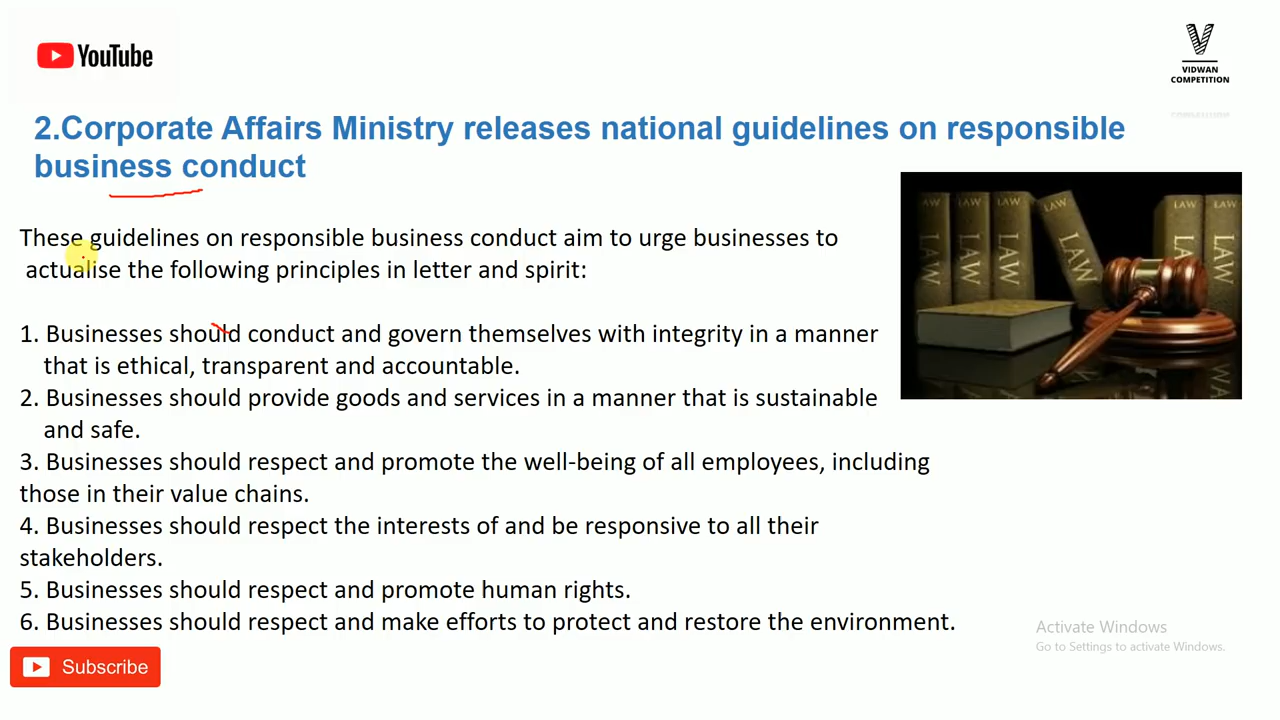 YouTube
V
VIDWAN
COMPETITION
2.Corporate Affairs Ministry releases national guidelines on responsible
business conduct
These guidelines on responsible business conduct aim to urge businesses to
actualise the following principles in letter and spirit:
1. Businesses should conduct and govern themselves with integrity in a manner
that is ethical, transparent and accountable.
2. Businesses should provide goods and services in a manner that is sustainable
and safe.
3. Businesses should respect and promote the well-being of all employees, including
those in their value chains.
4. Businesses should respect the interests of and be responsive to all their
stakeholders.
5. Businesses should respect and promote human rights.
6. Businesses should respect and make efforts to protect and restore the environment.
LAW LAW LAW LAW LAW LAW
LAW LAW LAW LAW LAW LAW
Activate Windows
Go to Settings to activate Windows.
Subscribe